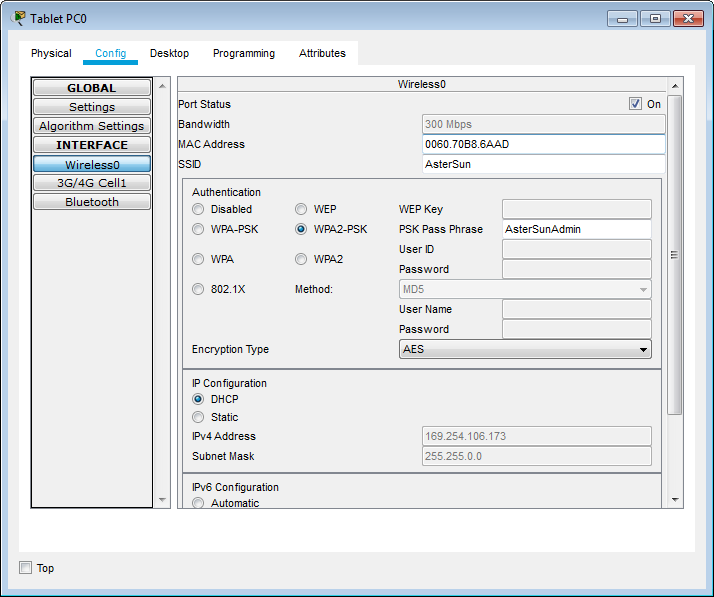 Tablet PC0
Physical Config Desktop Programming Attributes
GLOBAL
Settings
Algorithm Settings
INTERFACE
Wireless0
3G/4G Cell1
Bluetooth
Wireless0
Port Status On
Bandwidth 300 Mbps
MAC Address 0060.70B8.6AAD
SSID AsterSun
Authentication
Disabled WEP WEP Key
WPA-PSK WPA2-PSK PSK Pass Phrase AsterSunAdmin
User ID
WPA WPA2
Password
802.1X Method: MD5
User Name
Password
Encryption Type AES
IP Configuration
DHCP
Static
IPv4 Address 169.254.106.173
Subnet Mask 255.255.0.0
IPv6 Configuration
Automatic
Top